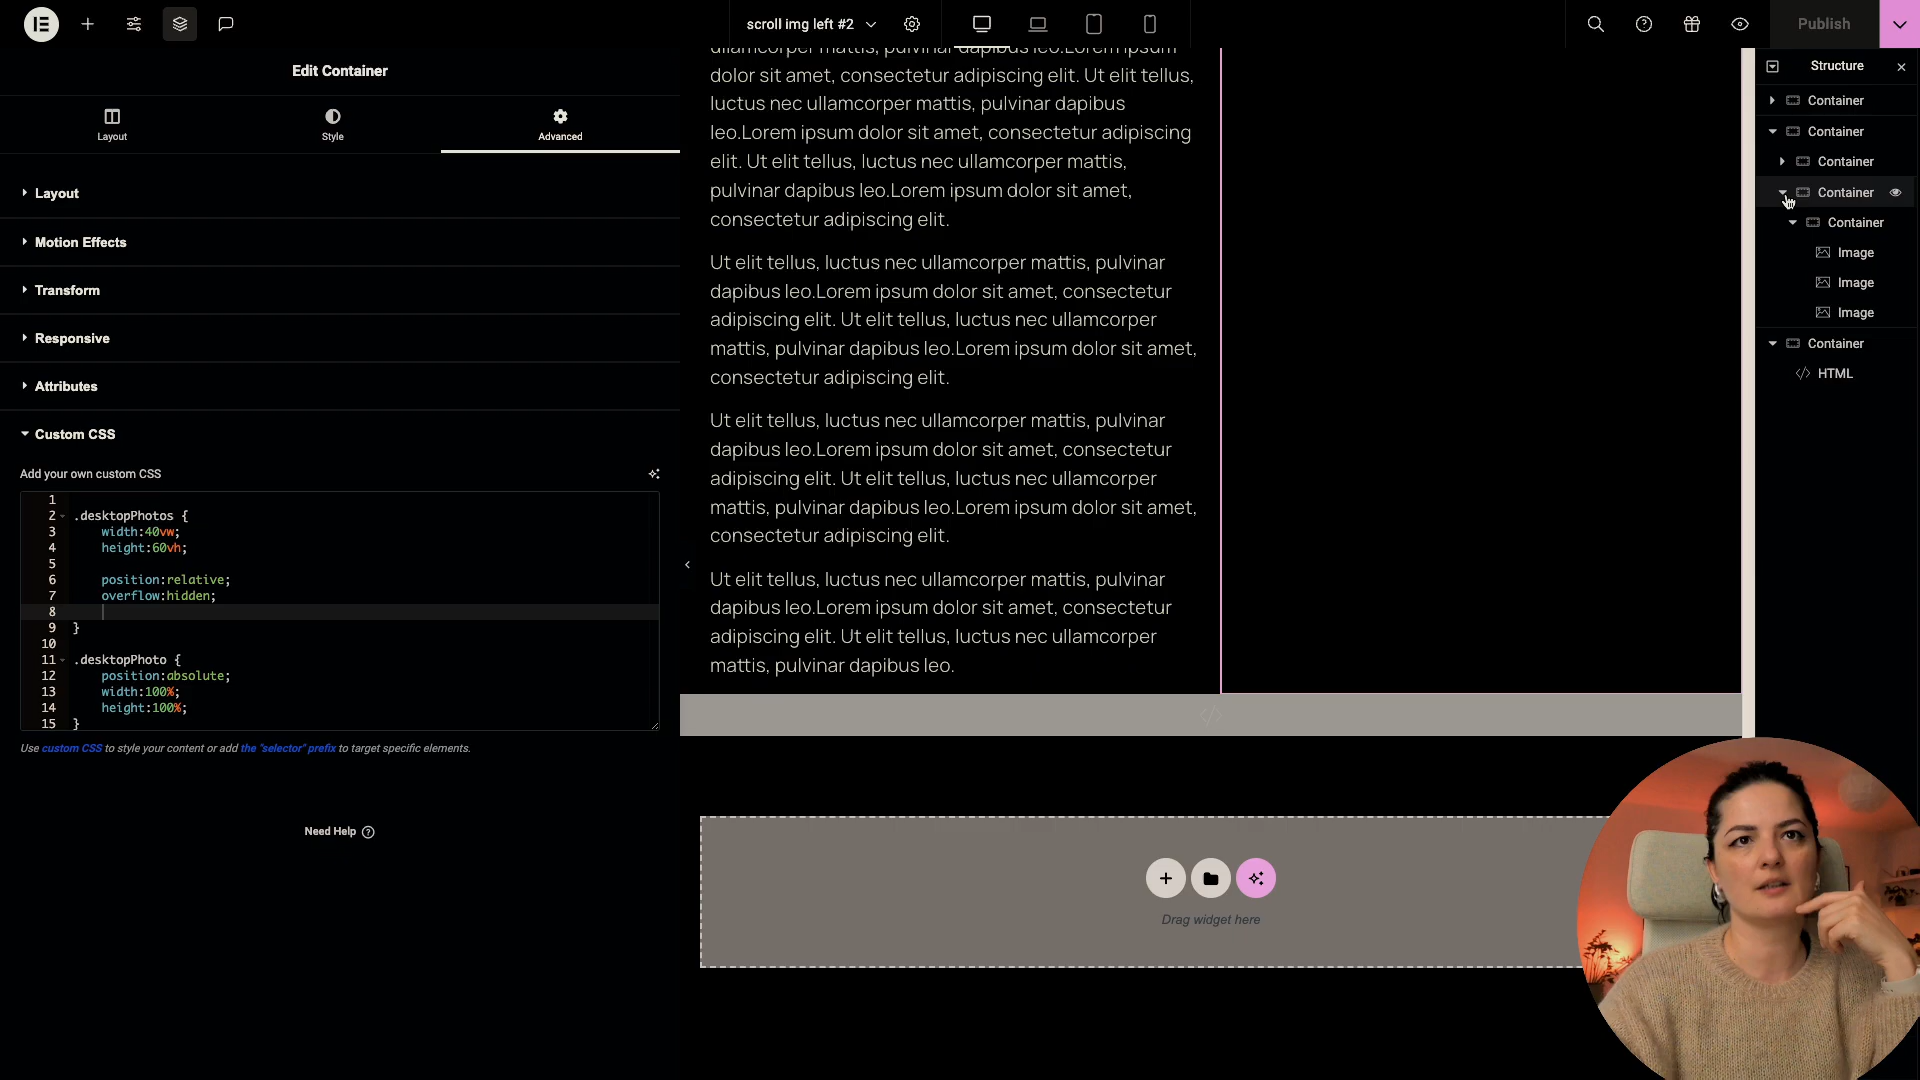 scroll img left #2
Publish
Edit Container
Layout
Style
Advanced
Layout
Motion Effects
Transform
Responsive
Attributes
Custom CSS
Add your own custom CSS
1
2 .desktopPhotos {
3 width:40vw;
4 height:60vh;
5
6 position:relative;
7 overflow:hidden;
8
9 }
10
11 .desktopPhoto {
12 position:absolute;
13 width:100%;
14 height:100%;
15 }
Use custom CSS to style your content or add the "selector" prefix to target specific elements.
Need Help
ullamcorper mattis, pulvinar dapibus leo.Lorem ipsum
dolor sit amet, consectetur adipiscing elit. Ut elit tellus,
luctus nec ullamcorper mattis, pulvinar dapibus
leo.Lorem ipsum dolor sit amet, consectetur adipiscing
elit. Ut elit tellus, luctus nec ullamcorper mattis,
pulvinar dapibus leo.Lorem ipsum dolor sit amet,
consectetur adipiscing elit.
Ut elit tellus, luctus nec ullamcorper mattis, pulvinar
dapibus leo.Lorem ipsum dolor sit amet, consectetur
adipiscing elit. Ut elit tellus, luctus nec ullamcorper
mattis, pulvinar dapibus leo.Lorem ipsum dolor sit amet,
consectetur adipiscing elit.
Ut elit tellus, luctus nec ullamcorper mattis, pulvinar
dapibus leo.Lorem ipsum dolor sit amet, consectetur
adipiscing elit. Ut elit tellus, luctus nec ullamcorper
mattis, pulvinar dapibus leo.Lorem ipsum dolor sit amet,
consectetur adipiscing elit.
Ut elit tellus, luctus nec ullamcorper mattis, pulvinar
dapibus leo.Lorem ipsum dolor sit amet, consectetur
adipiscing elit. Ut elit tellus, luctus nec ullamcorper
mattis, pulvinar dapibus leo.
Drag widget here
Structure
Container
Container
Container
Container
Container
Image
Image
Image
Container
HTML